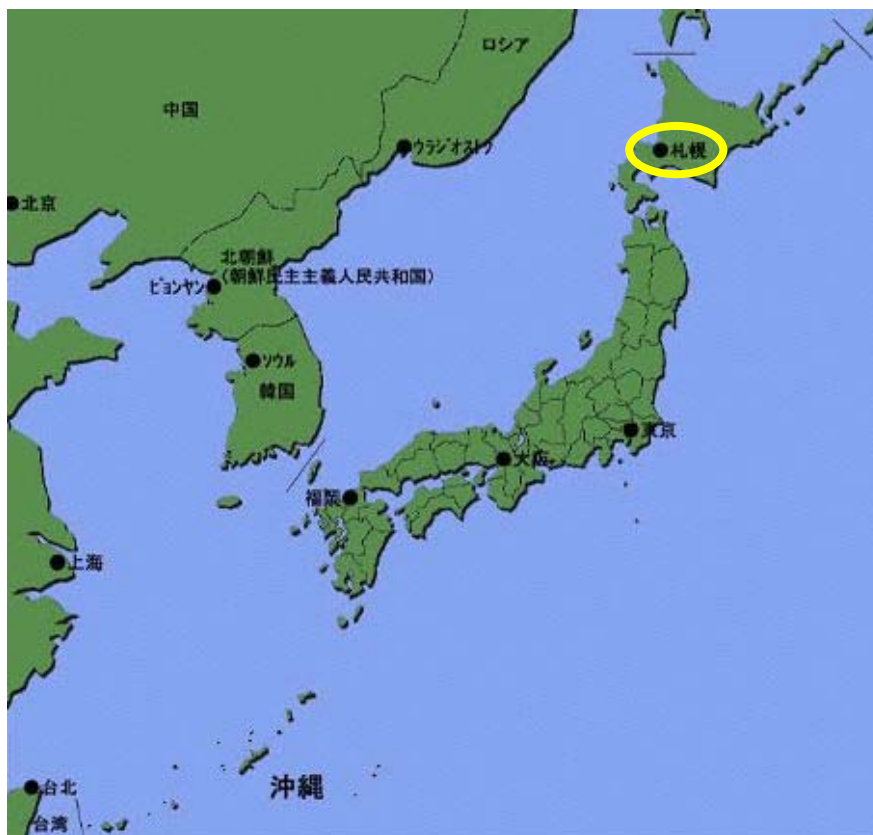 ロシア
中国
ウラジオストク
札幌
北京
北朝鮮
(朝鮮民主主義人民共和国)
ピョンヤン
ソウル
韓国
東京
大阪
福岡
上海
沖縄
台北
台湾